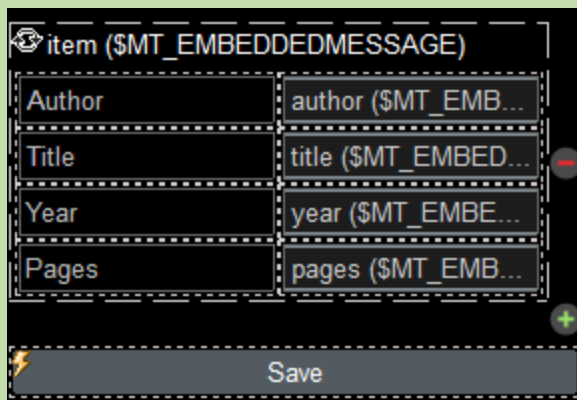 item ($MT_EMBEDDEDMESSAGE)
Author author ($MT_EMB...
Title title ($MT_EMBED...
Year year ($MT_EMBE...
Pages pages ($MT_EMB...
Save